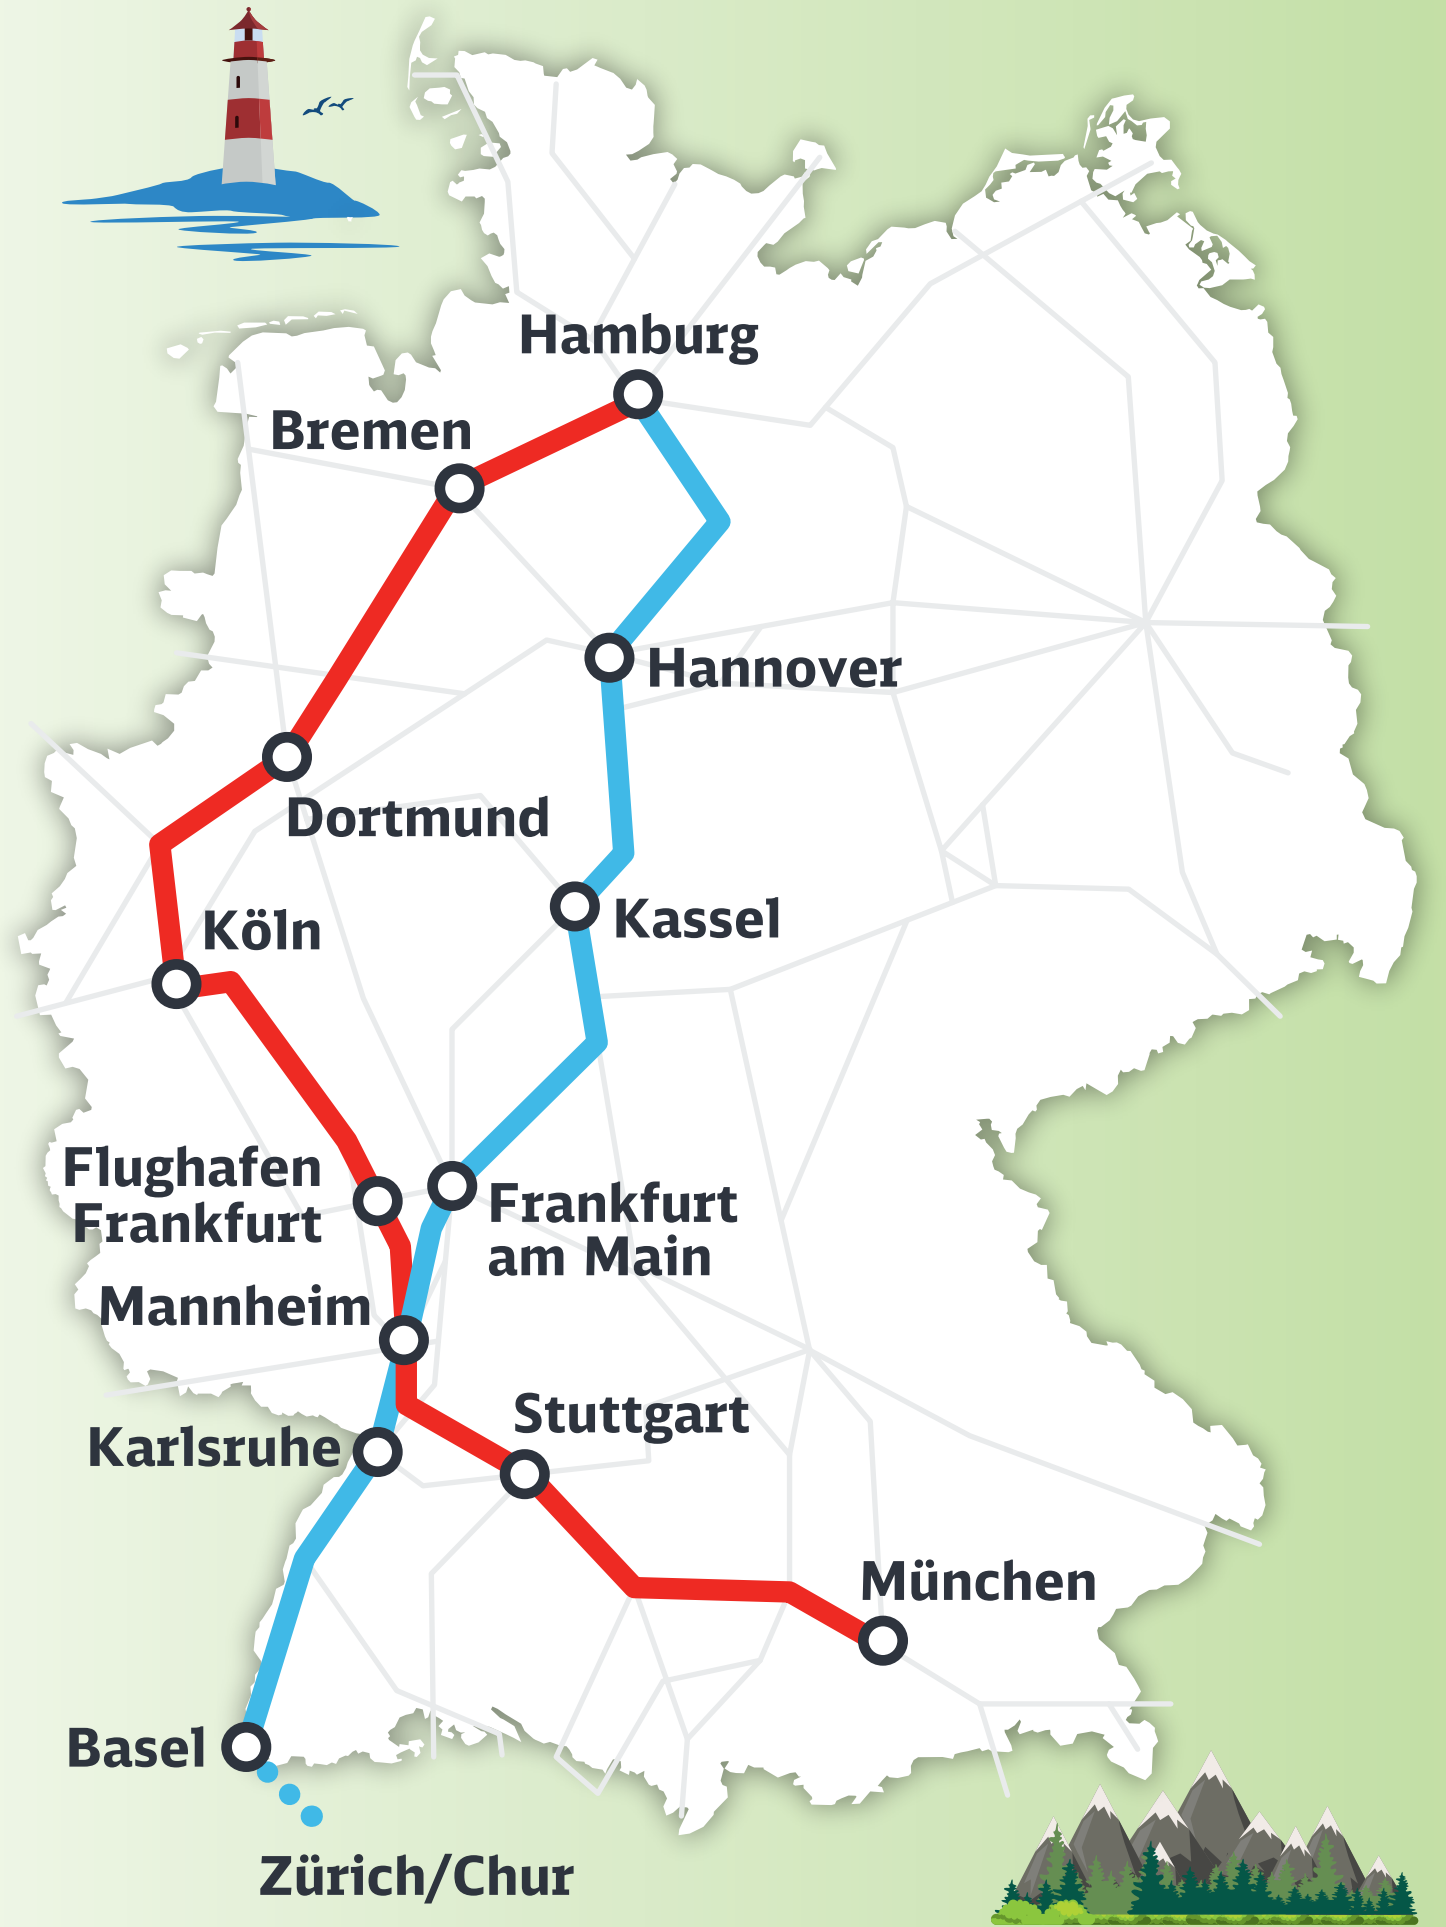 Hamburg
Bremen
Hannover
Dortmund
Kassel
Köln
Flughafen
Frankfurt
Frankfurt
am Main
Mannheim
Stuttgart
Karlsruhe
München
Basel
Zürich/Chur